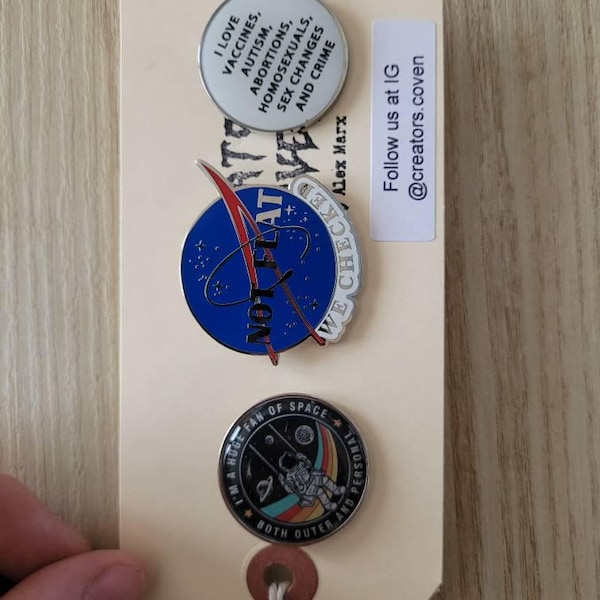 I LOVE
VACCINES,
AUTISM,
ABORTIONS,
HOMOSEXUALS,
SEX CHANGES
AND CRIME
Follow us at IG
@creators.coven
Alex Marx
NOT FLAT
WE CHECKED
I'M A HUGE FAN OF SPACE
BOTH OUTER AND PERSONAL